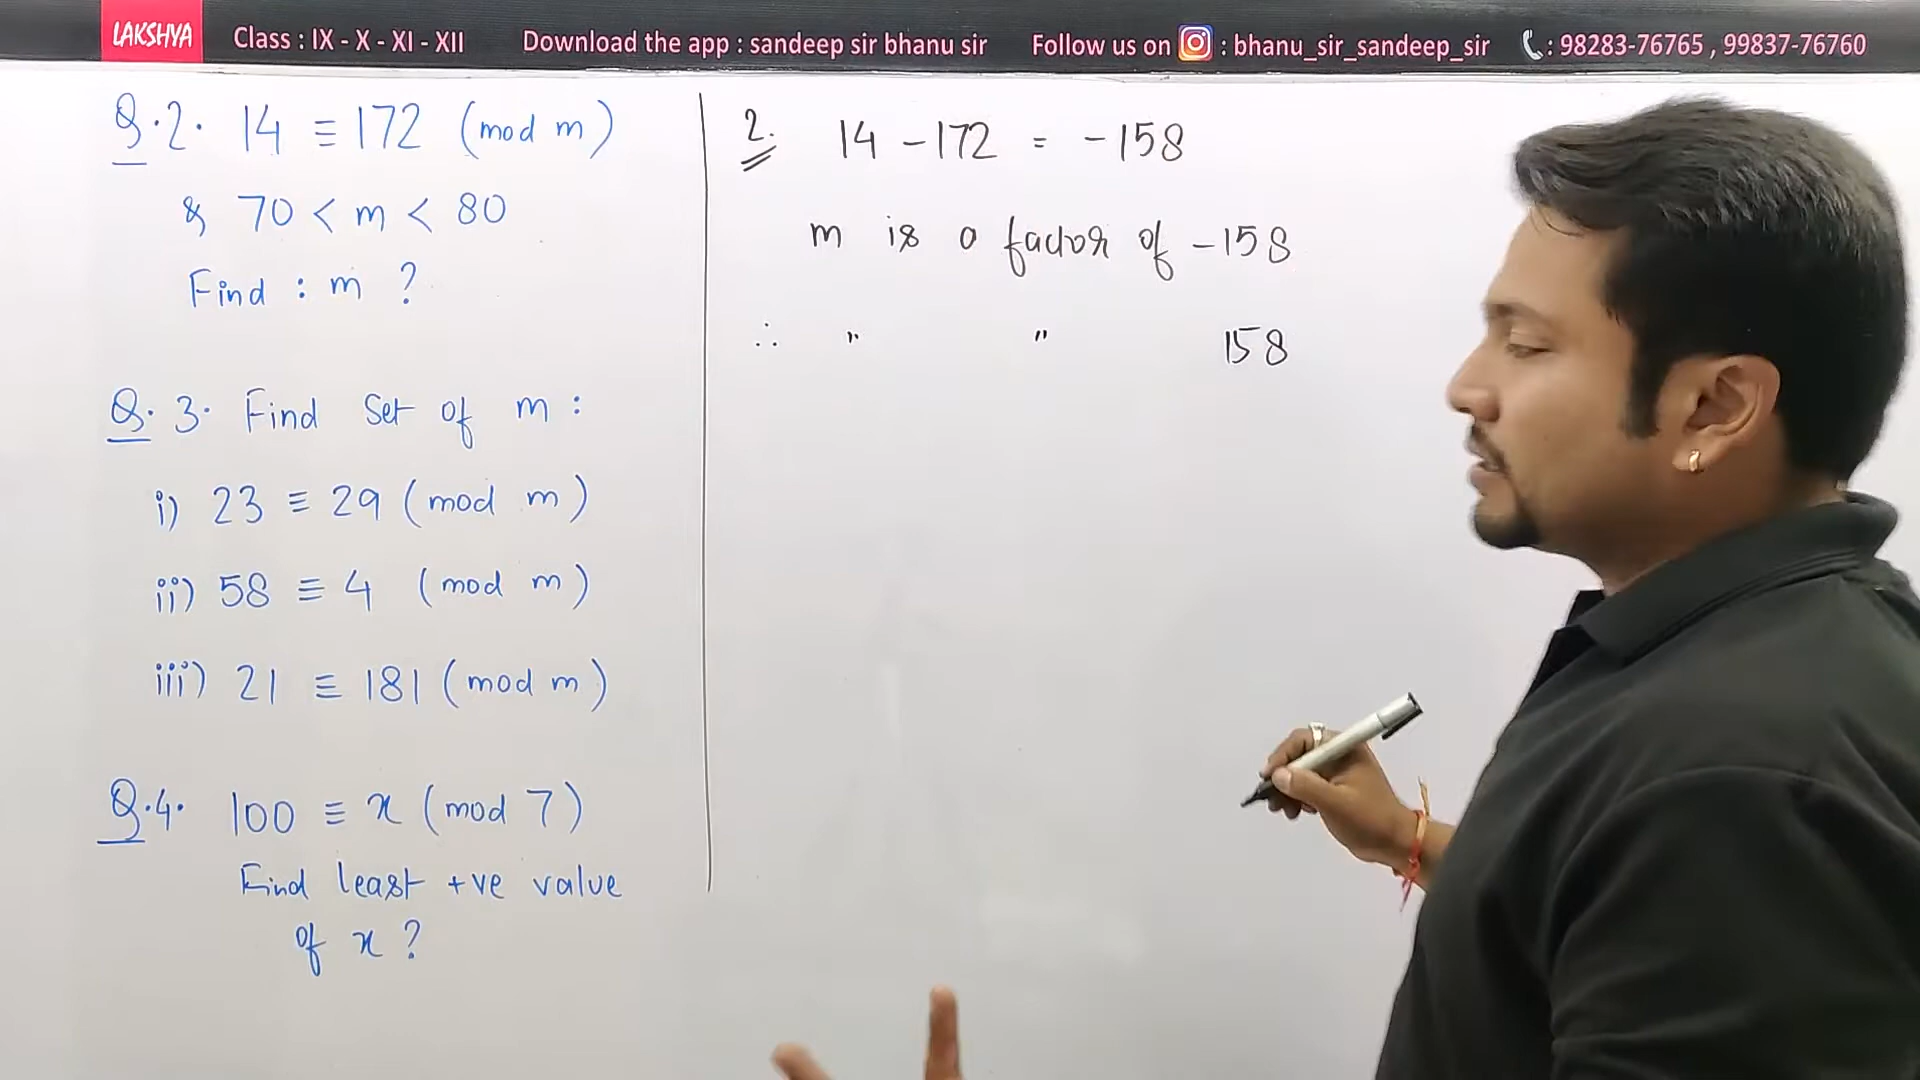 LAKSHYA Class : IX - X - XI - XII Download the app : sandeep sir bhanu sir Follow us on : bhanu_sir_sandeep_sir : 98283-76765 , 99837-76760
Q.2. 14 ≡ 172 (mod m)
& 70 < m < 80
Find : m ?
Q. 3. Find Set of m :
i) 23 ≡ 29 (mod m)
ii) 58 ≡ 4 (mod m)
iii) 21 ≡ 181 (mod m)
Q.4. 100 ≡ x (mod 7)
Find least +ve value
of x ?
2. 14 - 172 = -158
m is a factor of -158
∴ " " 158